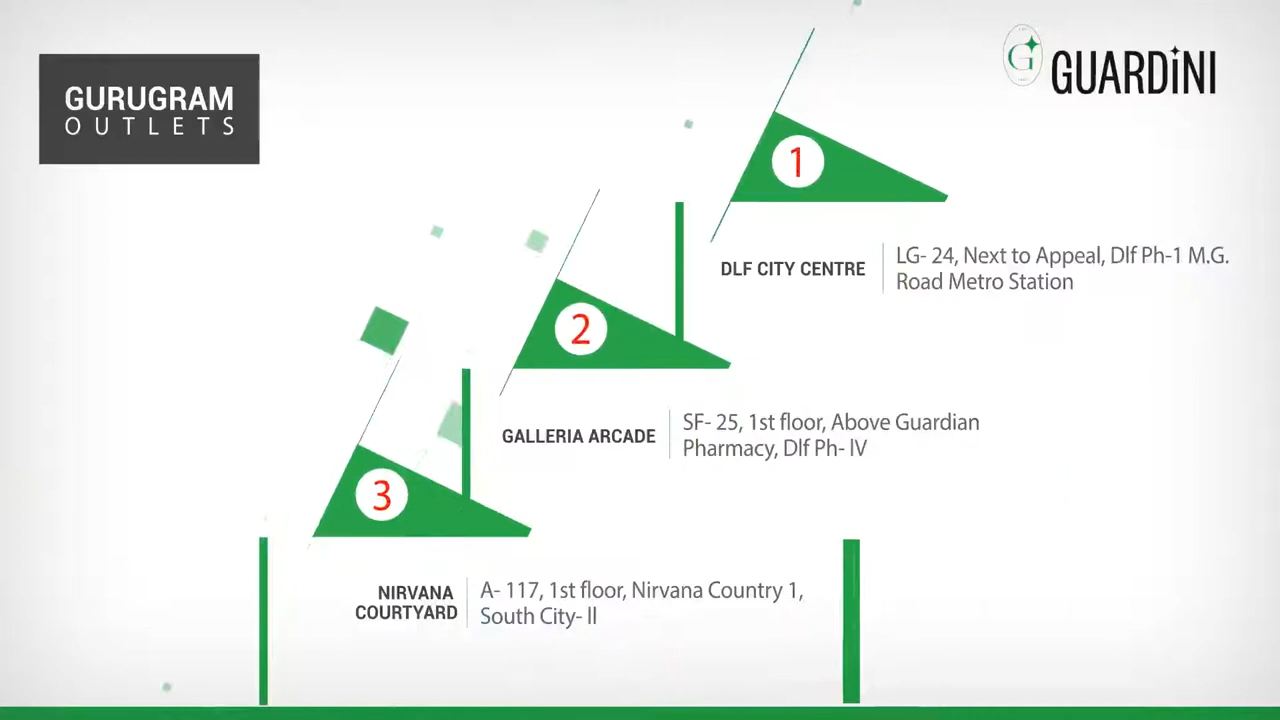 GURUGRAM
OUTLETS
G
GUARDiNI
1
DLF CITY CENTRE
LG- 24, Next to Appeal, Dlf Ph-1 M.G.
Road Metro Station
2
GALLERIA ARCADE
SF- 25, 1st floor, Above Guardian
Pharmacy, Dlf Ph- lV
3
NIRVANA
COURTYARD
A- 117, 1st floor, Nirvana Country 1,
South City- ll